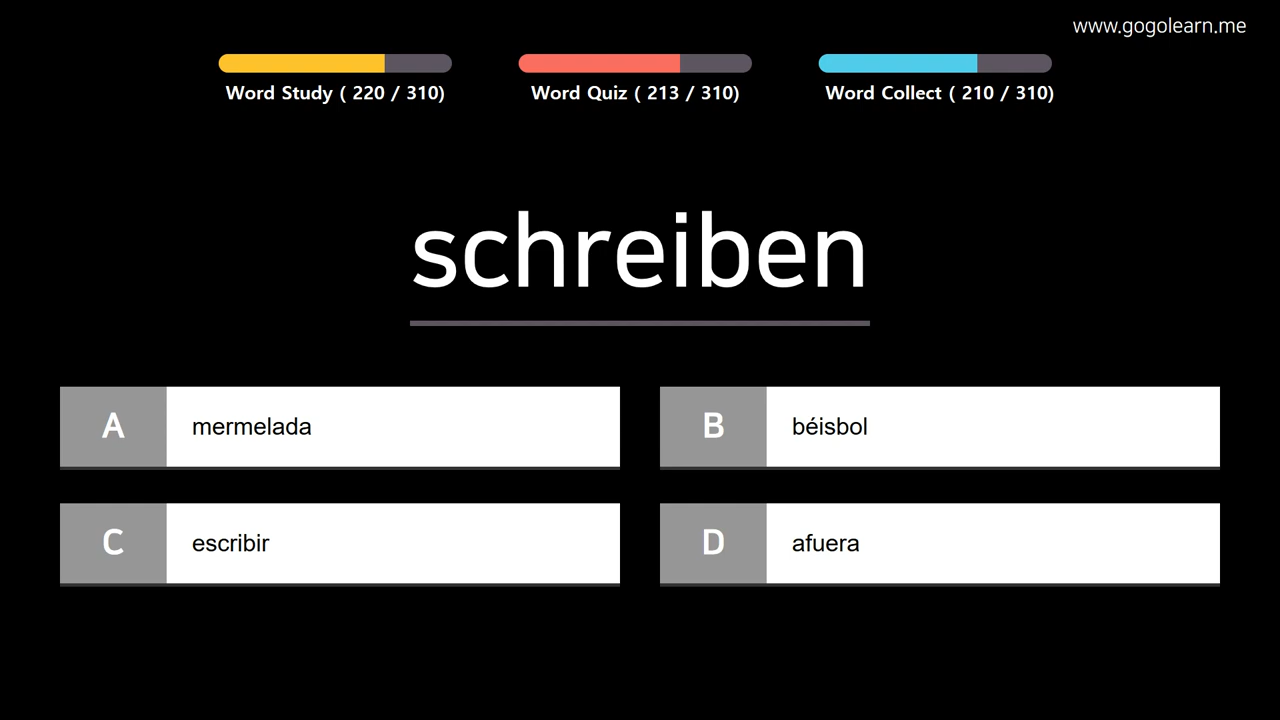 www.gogolearn.me
Word Study ( 220 / 310)
Word Quiz ( 213 / 310)
Word Collect ( 210 / 310)
schreiben
A mermelada
B béisbol
C escribir
D afuera